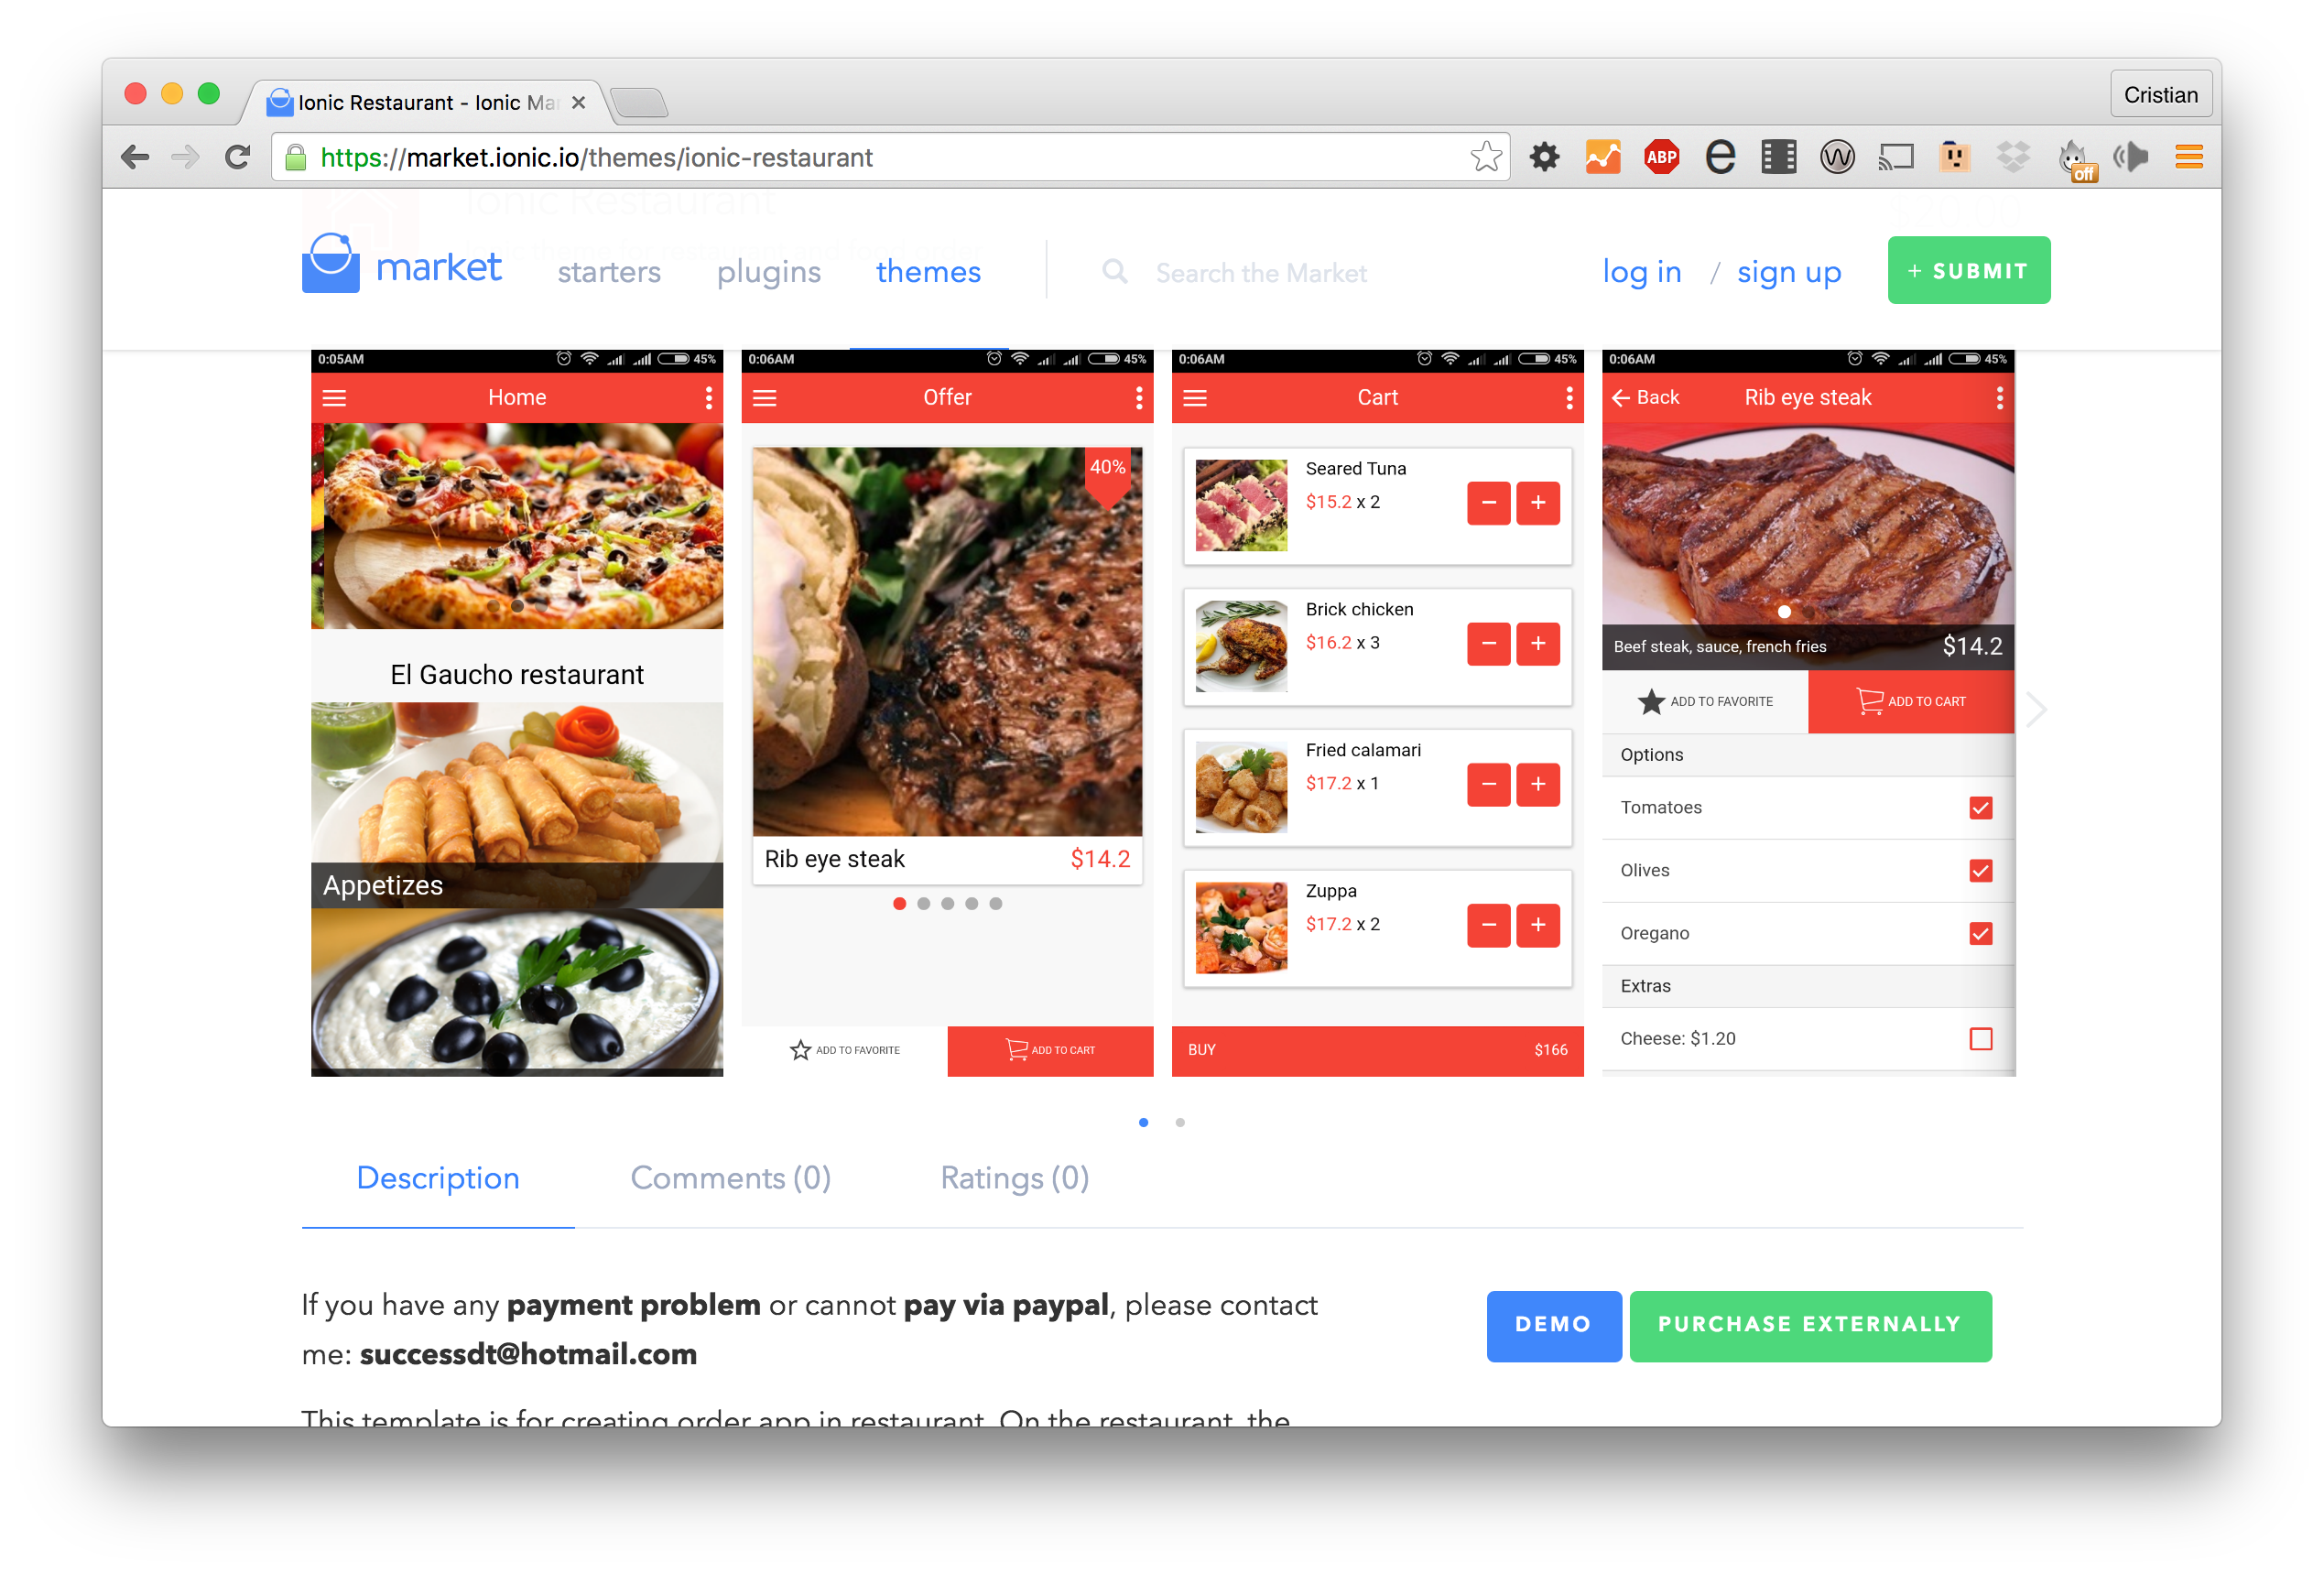 Ionic Restaurant - Ionic Mar
Cristian
https://market.ionic.io/themes/ionic-restaurant
ABP
off
Ionic Restaurant
market
starters
plugins
themes
Search the Market
log in / sign up
+ SUBMIT
0:05AM 45%
Home
El Gaucho restaurant
Appetizes
0:06AM 45%
Offer
40%
Rib eye steak $14.2
ADD TO FAVORITE ADD TO CART
0:06AM 45%
Cart
Seared Tuna
$15.2 x 2
− +
Brick chicken
$16.2 x 3
− +
Fried calamari
$17.2 x 1
− +
Zuppa
$17.2 x 2
− +
BUY $166
0:06AM 45%
Back Rib eye steak
Beef steak, sauce, french fries $14.2
ADD TO FAVORITE ADD TO CART
Options
Tomatoes
Olives
Oregano
Extras
Cheese: $1.20
Description Comments (0) Ratings (0)
If you have any payment problem or cannot pay via paypal, please contact
me: successdt@hotmail.com
DEMO PURCHASE EXTERNALLY
This template is for creating order app in restaurant. On the restaurant, the